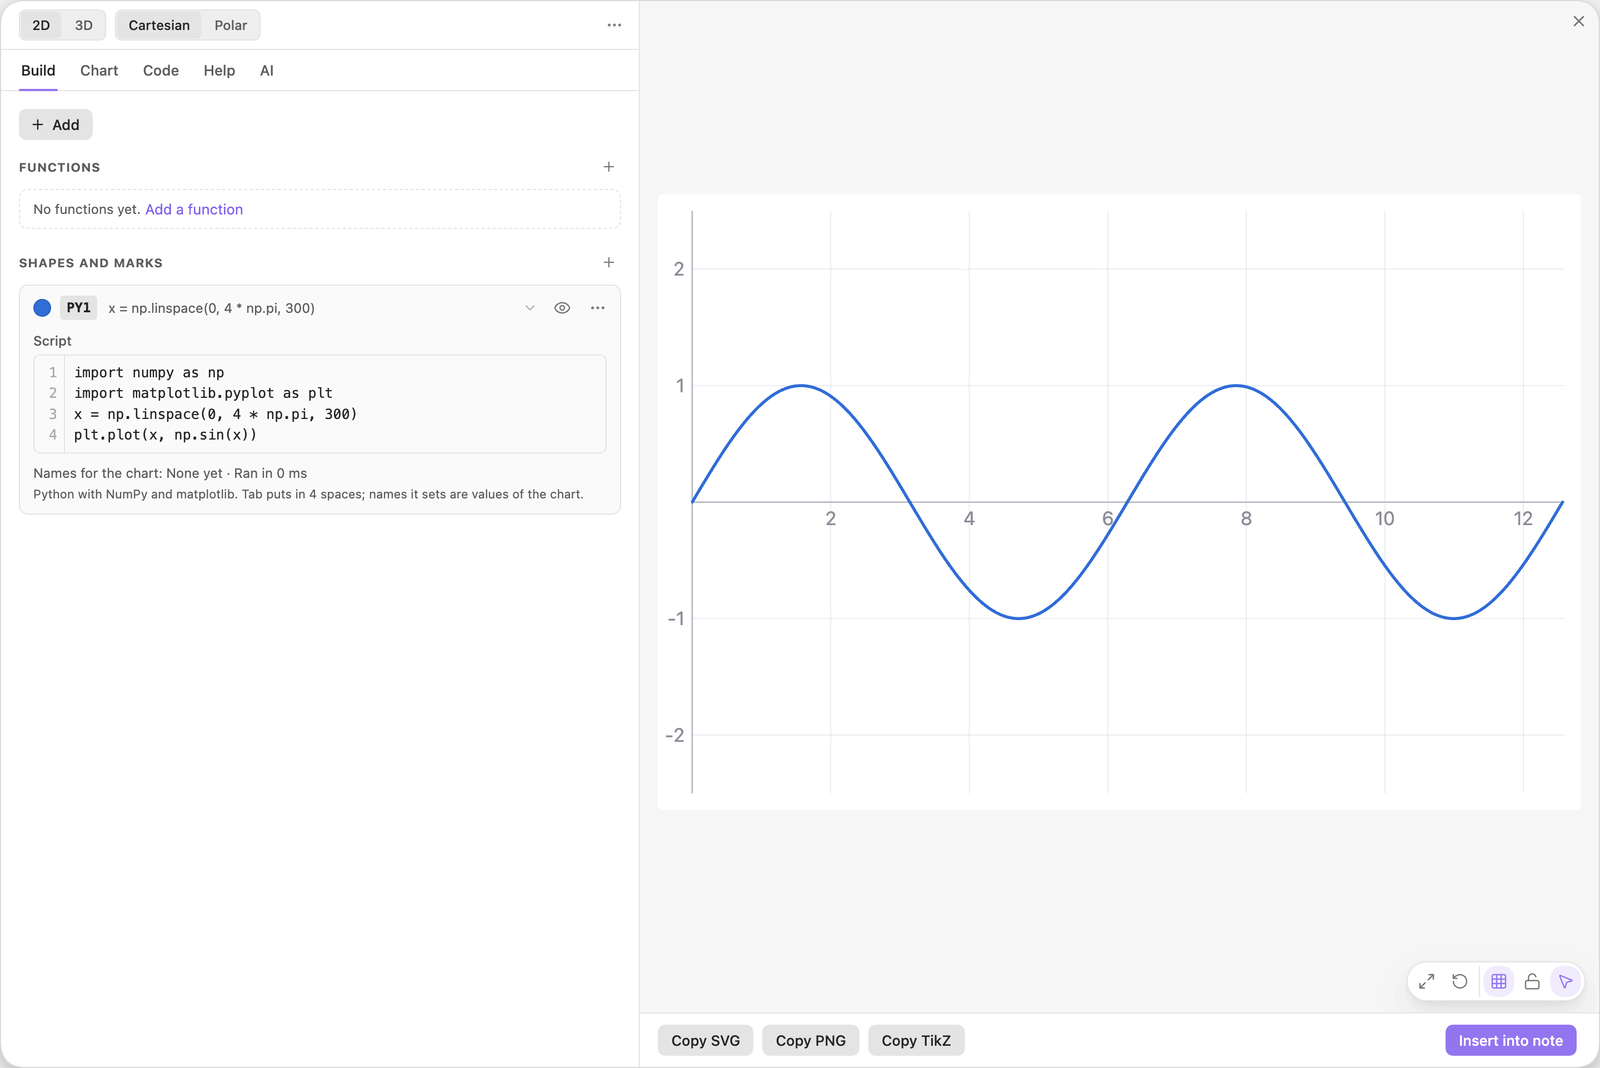 2D 3D Cartesian Polar
Build Chart Code Help AI
+ Add
FUNCTIONS
No functions yet. Add a function
SHAPES AND MARKS
PY1 x = np.linspace(0, 4 * np.pi, 300)
Script
1 import numpy as np
2 import matplotlib.pyplot as plt
3 x = np.linspace(0, 4 * np.pi, 300)
4 plt.plot(x, np.sin(x))
Names for the chart: None yet · Ran in 0 ms
Python with NumPy and matplotlib. Tab puts in 4 spaces; names it sets are values of the chart.
2
1
2 4 6 8 10 12
-1
-2
Copy SVG Copy PNG Copy TikZ Insert into note